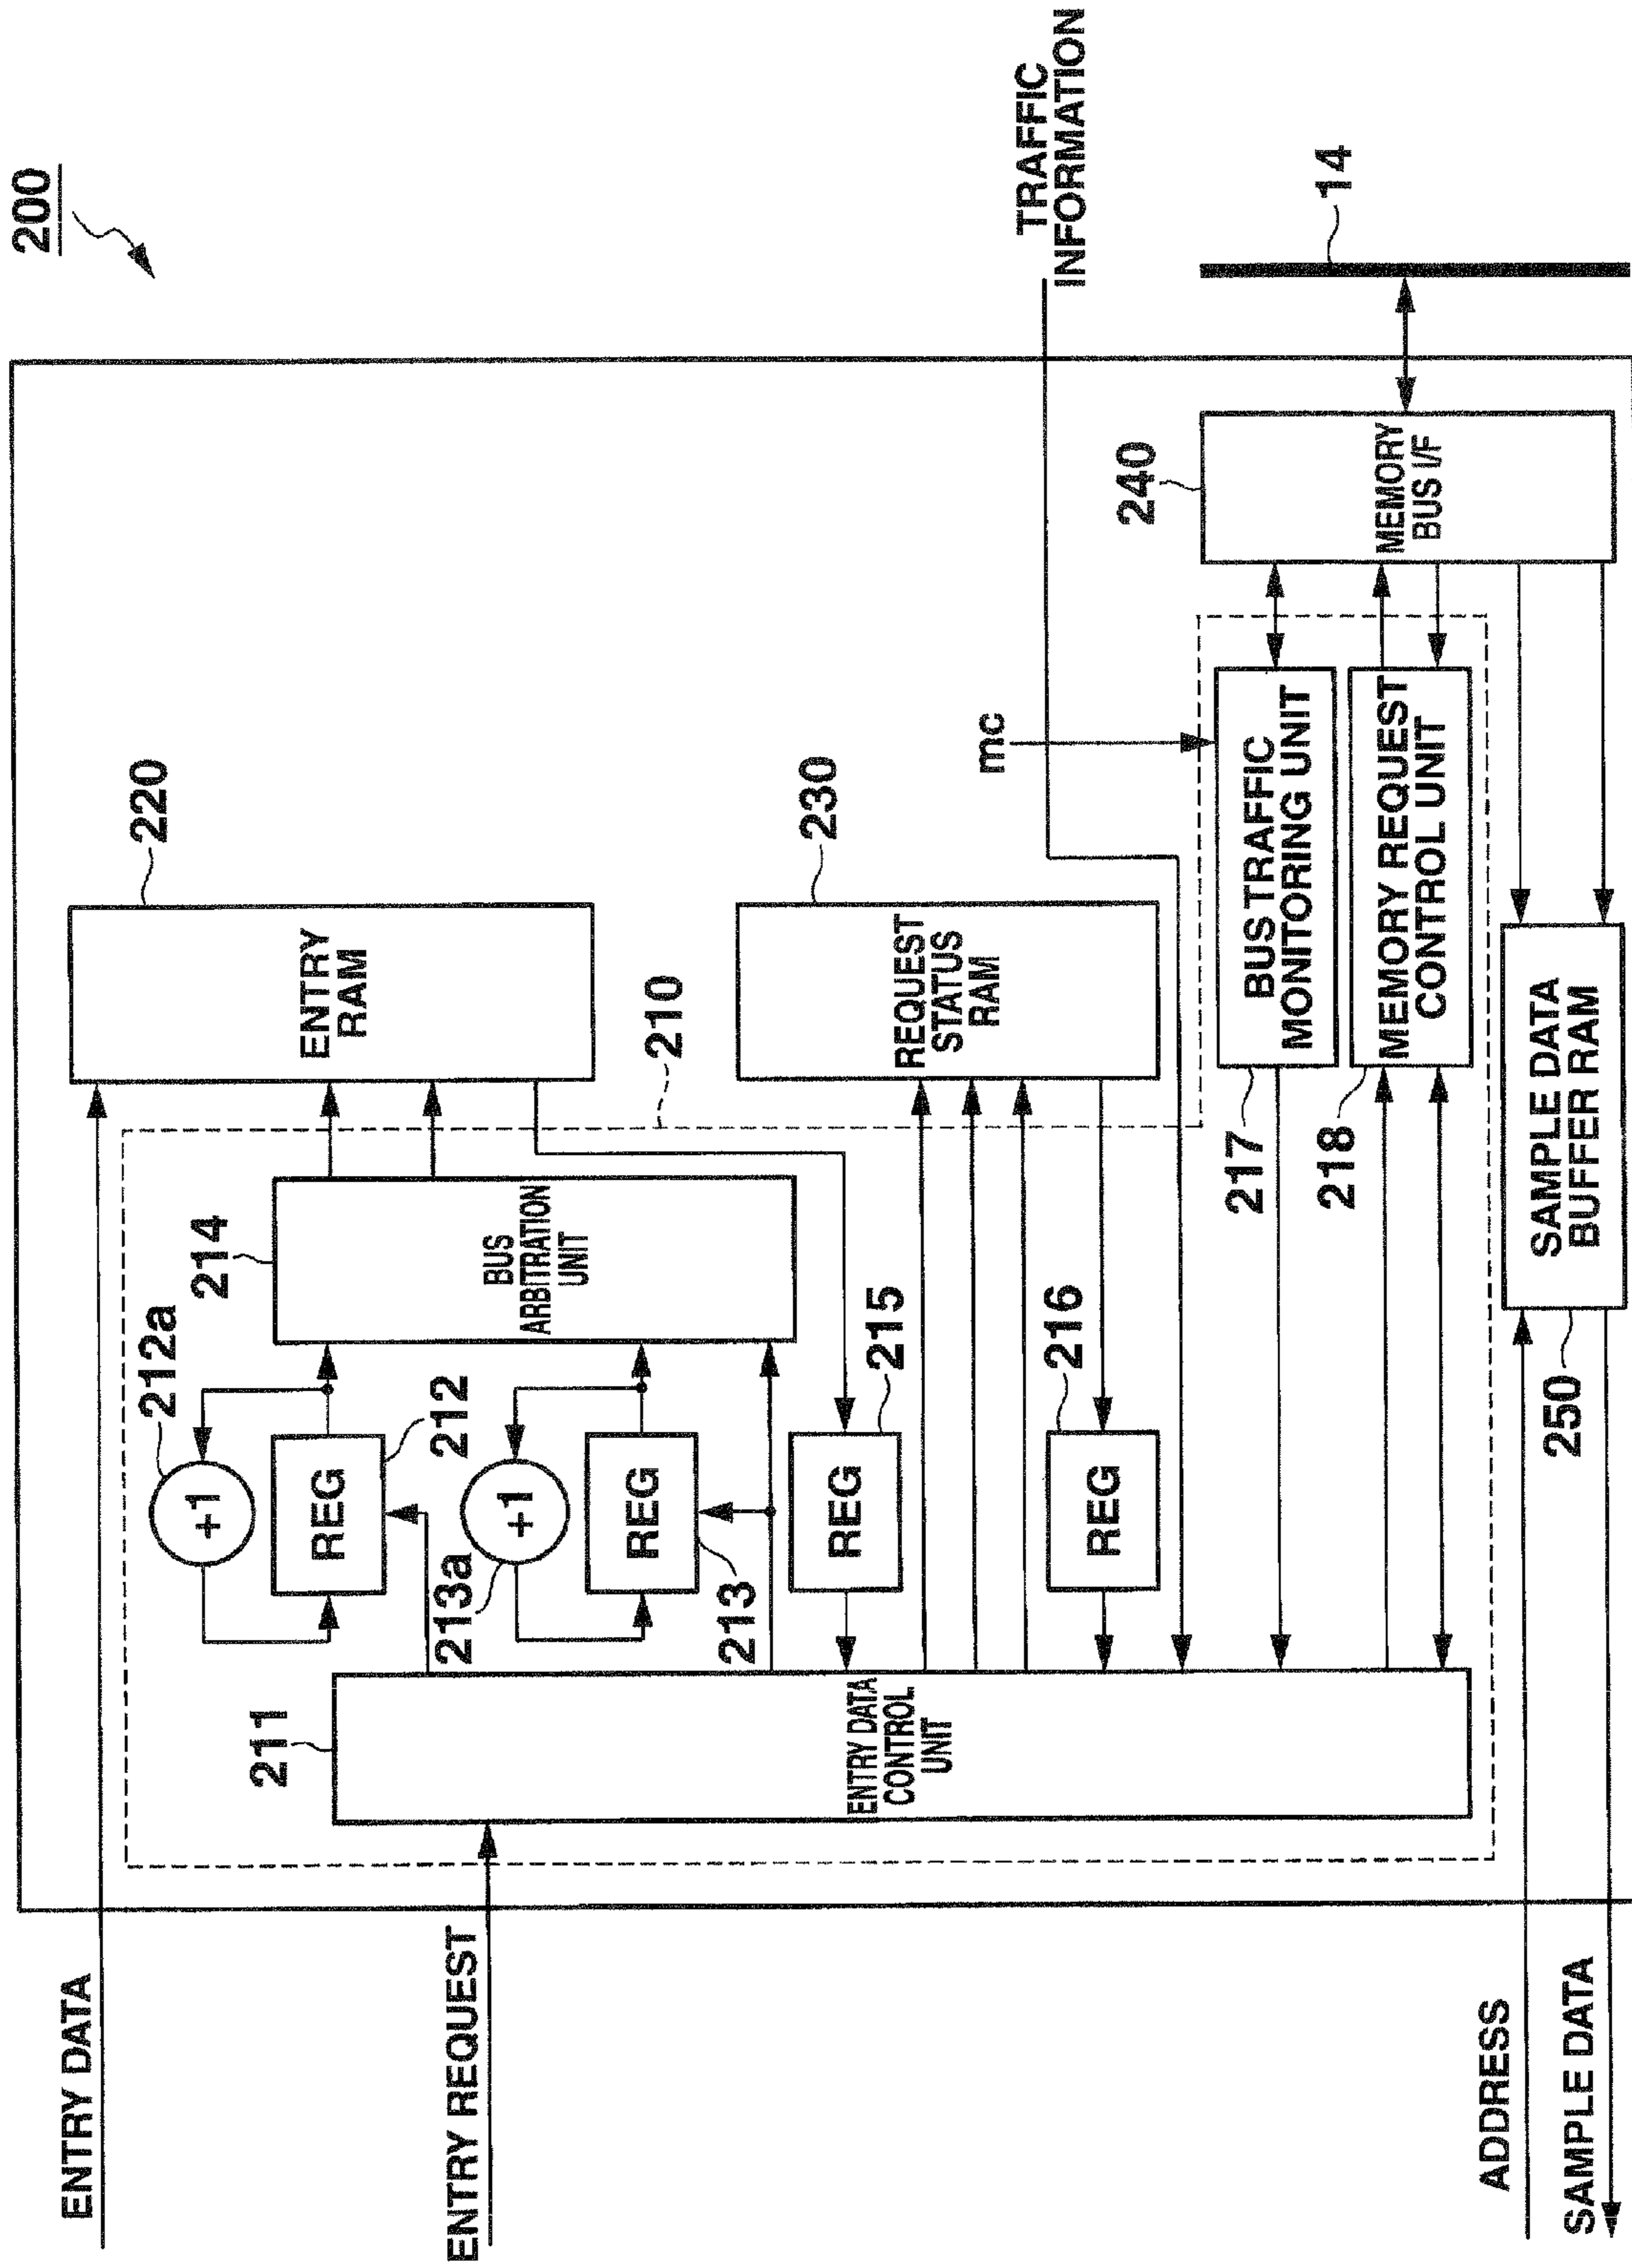 200
ENTRY DATA
220
ENTRY
RAM
212a
+1
REG
212
214
BUS
ARBITRATION
UNIT
211
ENTRY DATA
CONTROL
UNIT
ENTRY REQUEST
213a
+1
REG
213
210
REG
215
230
REQUEST
STATUS
RAM
REG
216
TRAFFIC
INFORMATION
mc
217
BUS TRAFFIC
MONITORING UNIT
218
MEMORY REQUEST
CONTROL UNIT
240
MEMORY
BUS I/F
14
250
SAMPLE DATA
BUFFER RAM
ADDRESS
SAMPLE DATA